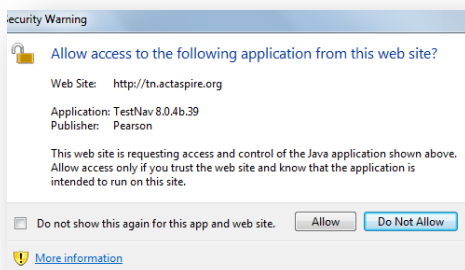 ecurity Warning
Allow access to the following application from this web site?
Web Site: http://tn.actaspire.org
Application: TestNav 8.0.4b.39
Publisher: Pearson
This web site is requesting access and control of the Java application shown above.
Allow access only if you trust the web site and know that the application is
intended to run on this site.
Do not show this again for this app and web site. Allow Do Not Allow
More information